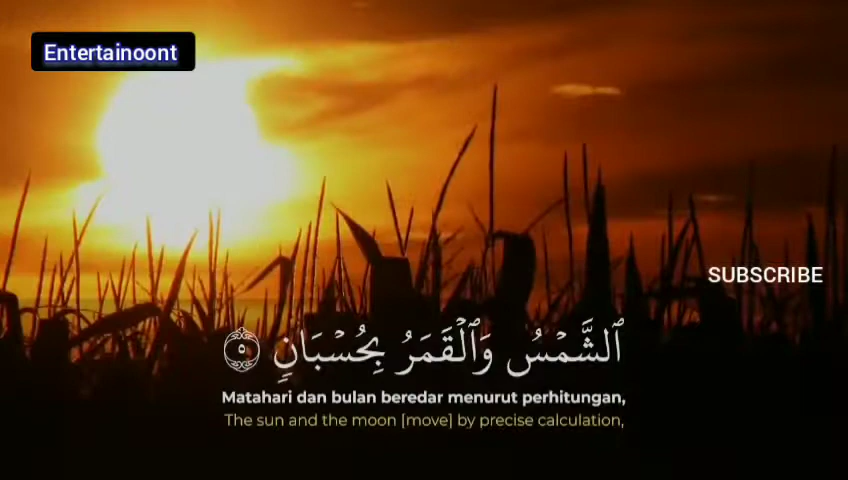 Entertainoont
SUBSCRIBE
ٱلشَّمْسُ وَٱلْقَمَرُ بِحُسْبَانٍ ٥
Matahari dan bulan beredar menurut perhitungan,
The sun and the moon [move] by precise calculation,